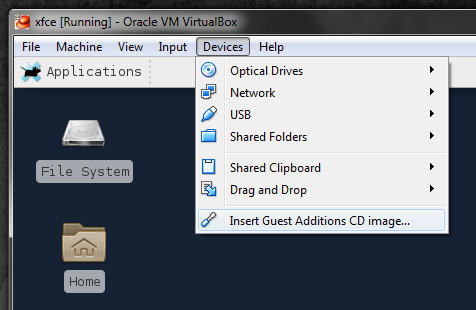 xfce [Running] - Oracle VM VirtualBox
File Machine View Input Devices Help
Applications
Optical Drives
Network
USB
Shared Folders
Shared Clipboard
Drag and Drop
Insert Guest Additions CD image...
File System
Home